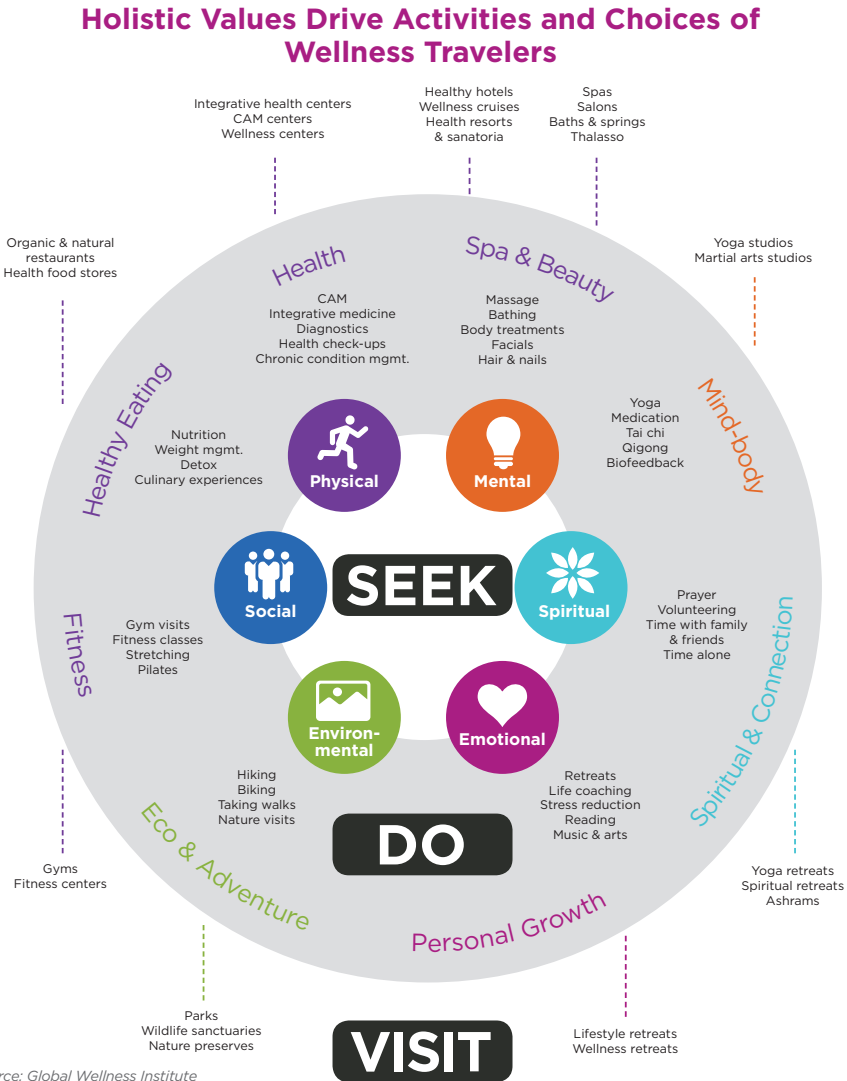 Holistic Values Drive Activities and Choices of
Wellness Travelers
Integrative health centers
CAM centers
Wellness centers
Healthy hotels
Wellness cruises
Health resorts
& sanatoria
Spas
Salons
Baths & springs
Thalasso
Organic & natural
restaurants
Health food stores
Yoga studios
Martial arts studios
Health
CAM
Integrative medicine
Diagnostics
Health check-ups
Chronic condition mgmt.
Spa & Beauty
Massage
Bathing
Body treatments
Facials
Hair & nails
Healthy Eating
Nutrition
Weight mgmt.
Detox
Culinary experiences
Mind-body
Yoga
Medication
Tai chi
Qigong
Biofeedback
Physical
Mental
Social
SEEK
Spiritual
Environ-
mental
Emotional
Fitness
Gym visits
Fitness classes
Stretching
Pilates
Prayer
Volunteering
Time with family
& friends
Time alone
Spiritual & Connection
Hiking
Biking
Taking walks
Nature visits
Eco & Adventure
DO
Retreats
Life coaching
Stress reduction
Reading
Music & arts
Personal Growth
Gyms
Fitness centers
Yoga retreats
Spiritual retreats
Ashrams
Parks
Wildlife sanctuaries
Nature preserves
VISIT
Lifestyle retreats
Wellness retreats
rce: Global Wellness Institute